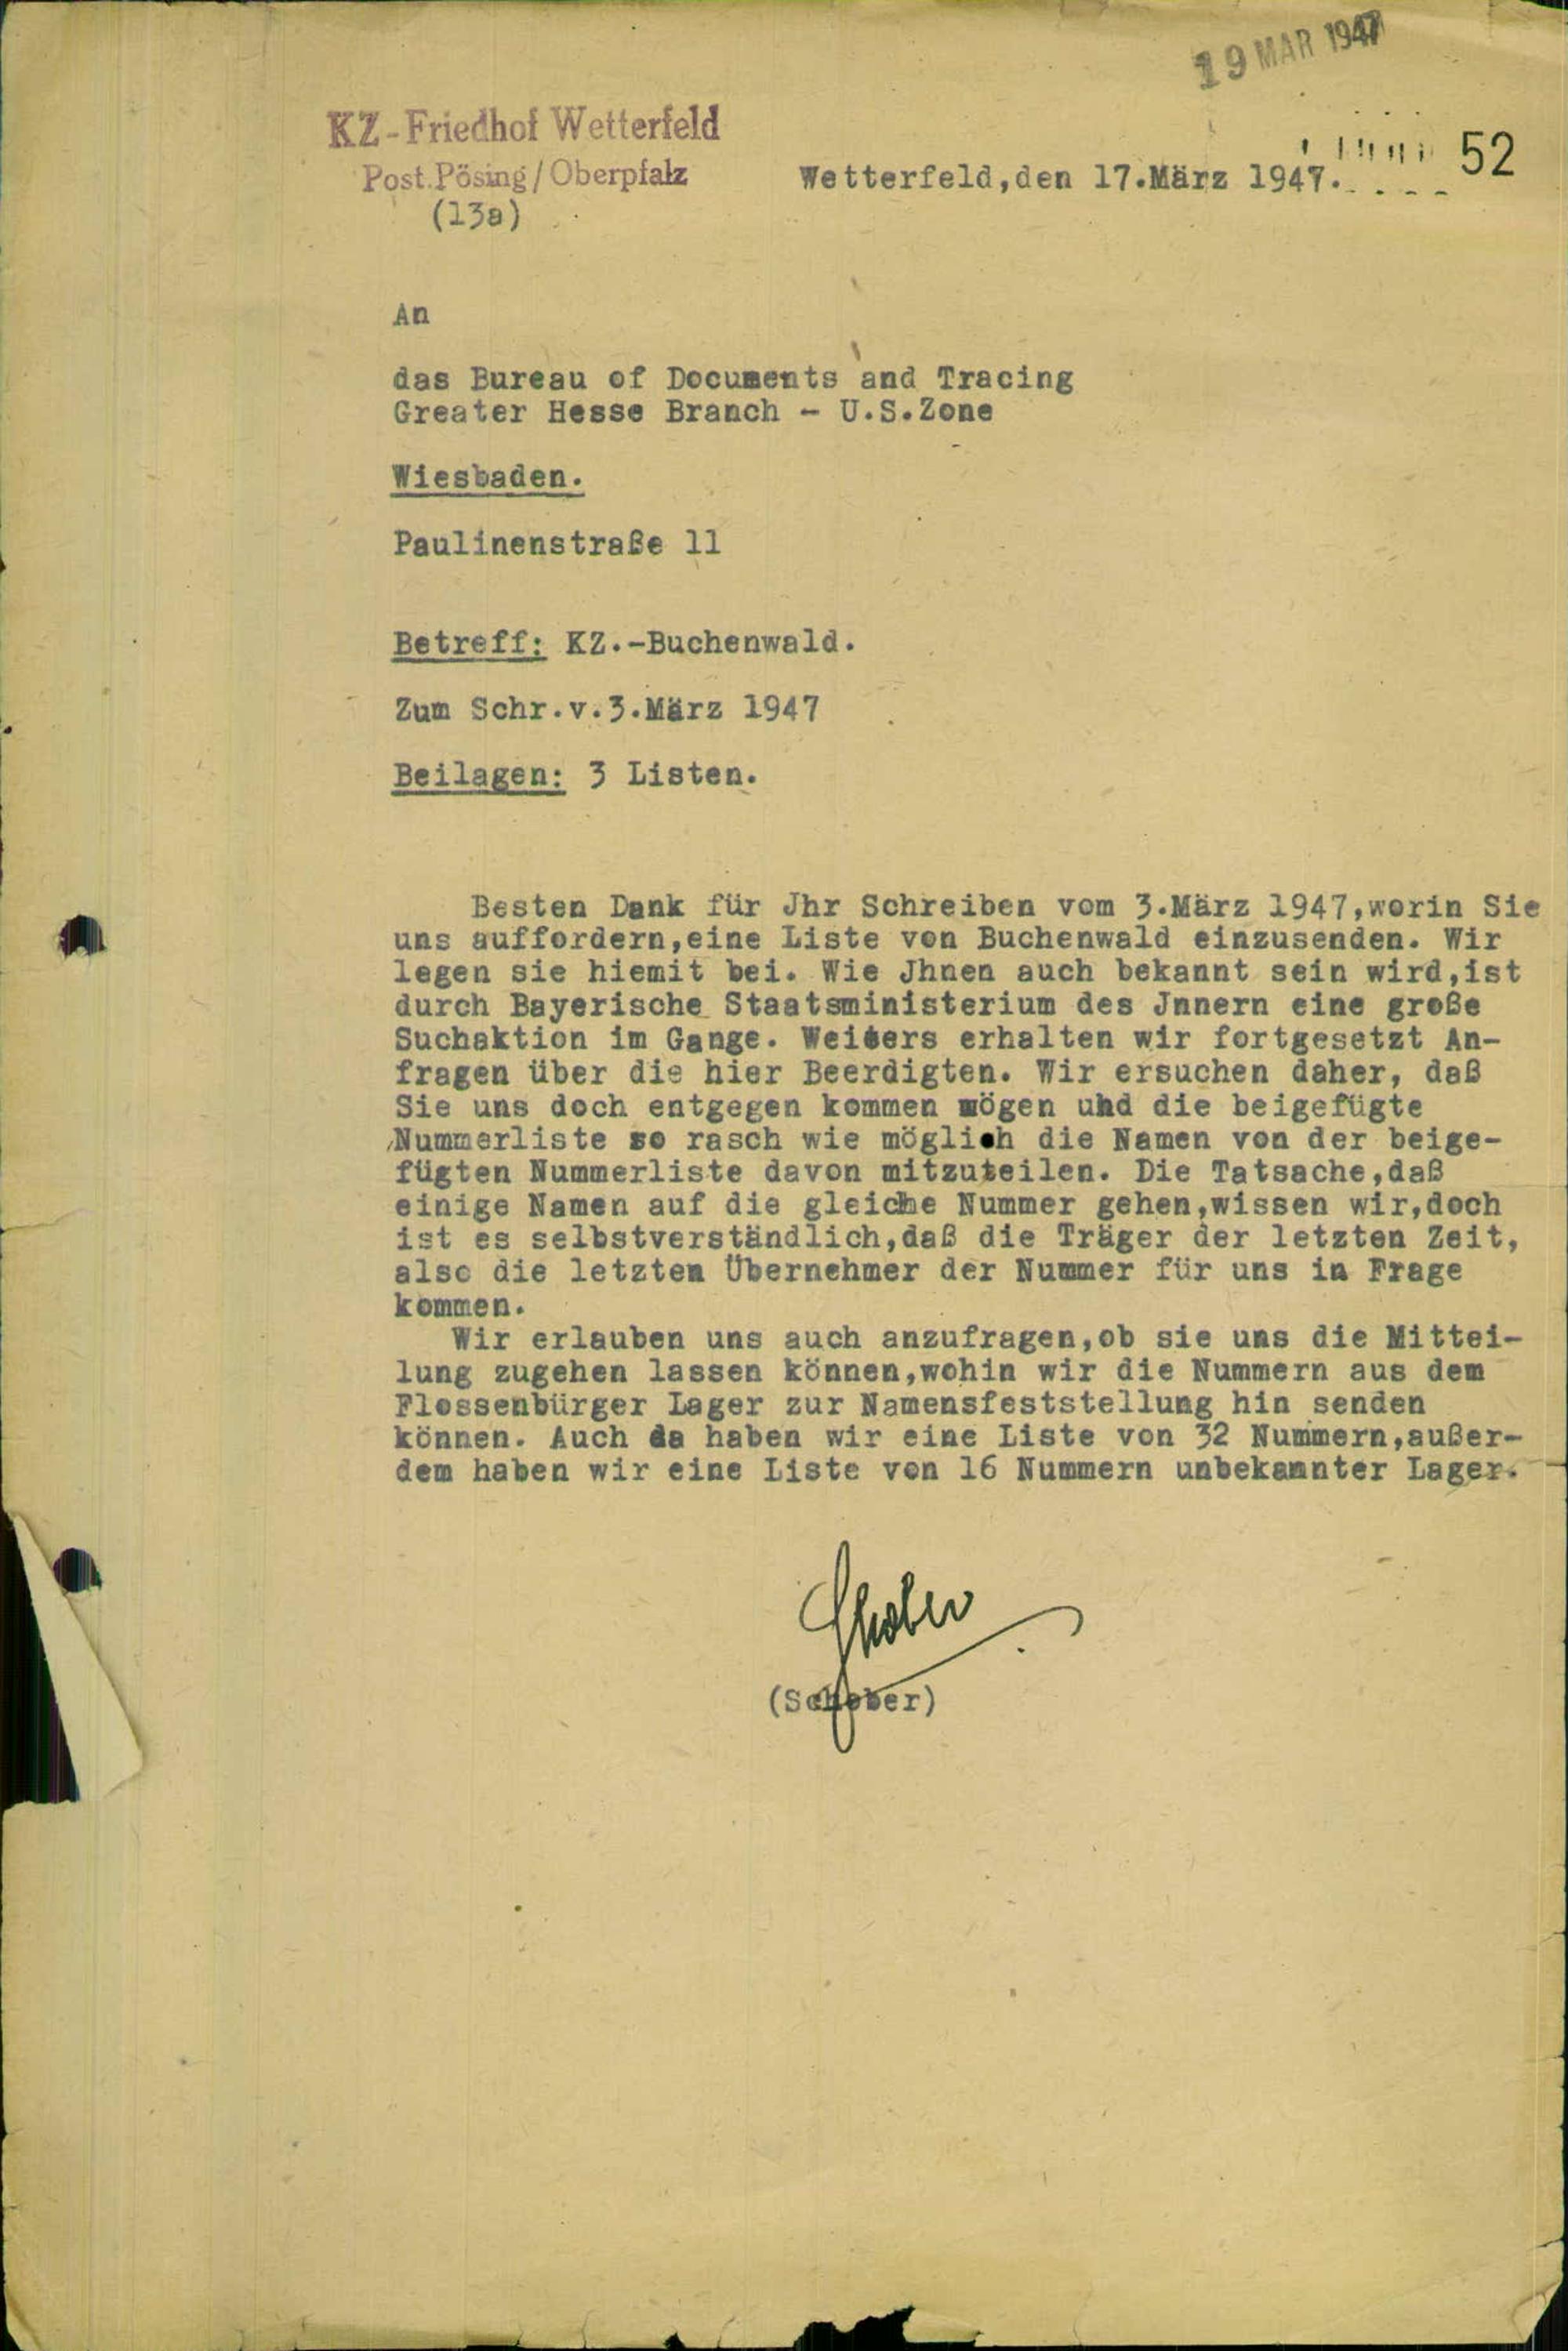 19 MAR 1947
KZ-Friedhof Wetterfeld
Post.Pösing/Oberpfalz
(13a)
Wetterfeld,den 17.März 1947.
52
An
das Bureau of Documents and Tracing
Greater Hesse Branch - U.S.Zone
Wiesbaden.
Paulinenstraße 11
Betreff: KZ.-Buchenwald.
Zum Schr.v.3.März 1947
Beilagen: 3 Listen.
Besten Dank für Jhr Schreiben vom 3.März 1947,worin Sie
uns auffordern,eine Liste von Buchenwald einzusenden. Wir
legen sie hiemit bei. Wie Jhnen auch bekannt sein wird,ist
durch Bayerische Staatsministerium des Jnnern eine große
Suchaktion im Gange. Weiters erhalten wir fortgesetzt An-
fragen über die hier Beerdigten. Wir ersuchen daher, daß
Sie uns doch entgegen kommen mögen und die beigefügte
Nummerliste so rasch wie möglich die Namen von der beige-
fügten Nummerliste davon mitzuteilen. Die Tatsache,daß
einige Namen auf die gleiche Nummer gehen,wissen wir,doch
ist es selbstverständlich,daß die Träger der letzten Zeit,
also die letzten Übernehmer der Nummer für uns in Frage
kommen.
Wir erlauben uns auch anzufragen,ob sie uns die Mittei-
lung zugehen lassen können,wohin wir die Nummern aus dem
Flossenbürger Lager zur Namensfeststellung hin senden
können. Auch da haben wir eine Liste von 32 Nummern,außer-
dem haben wir eine Liste von 16 Nummern unbekannter Lager.
Schober
(Schober)